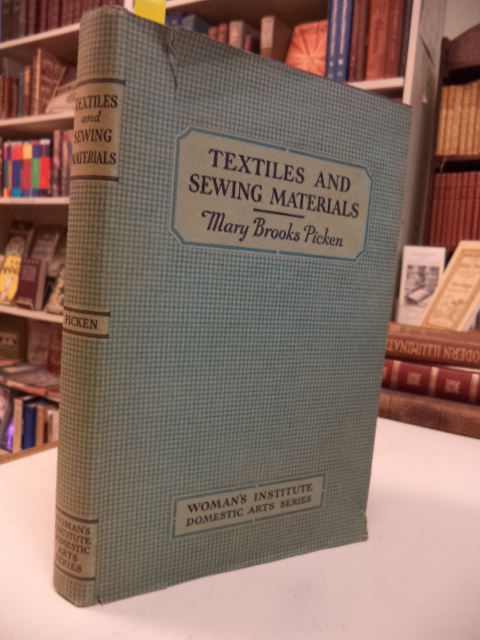 TEXTILES
and
SEWING
MATERIALS
PICKEN
WOMAN'S
INSTITUTE
DOMESTIC
ARTS
SERIES
TEXTILES AND
SEWING MATERIALS
Mary Brooks Picken
WOMAN'S INSTITUTE
DOMESTIC ARTS SERIES
MODERN ILLUMINAT